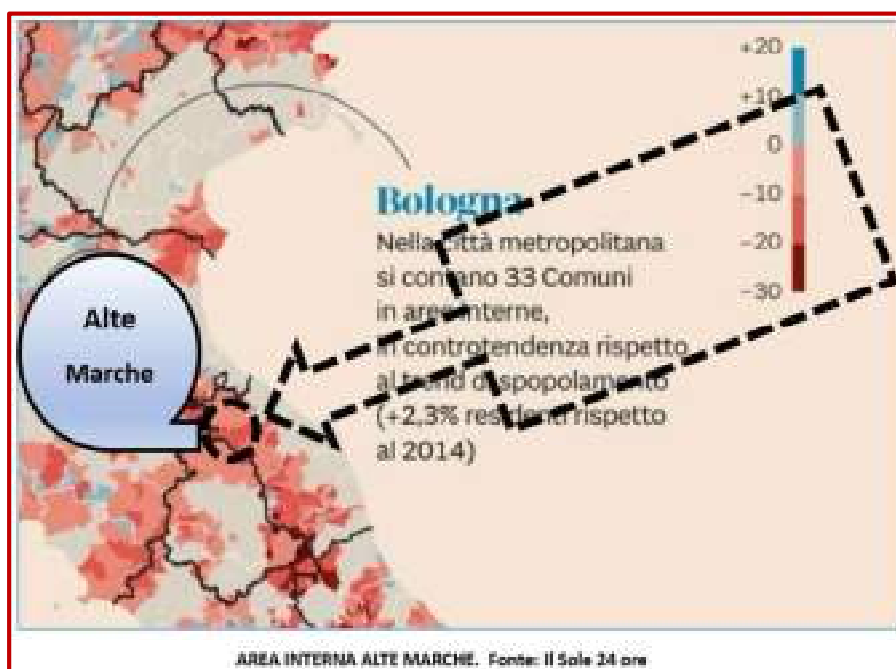 +20
+10
0
-10
-20
-30
Bologna
Nella città metropolitana
si contano 33 Comuni
in aree interne,
in controtendenza rispetto
al trend di spopolamento
(+2,3% residenti rispetto
al 2014)
Alte
Marche
AREA INTERNA ALTE MARCHE. Fonte: Il Sole 24 ore